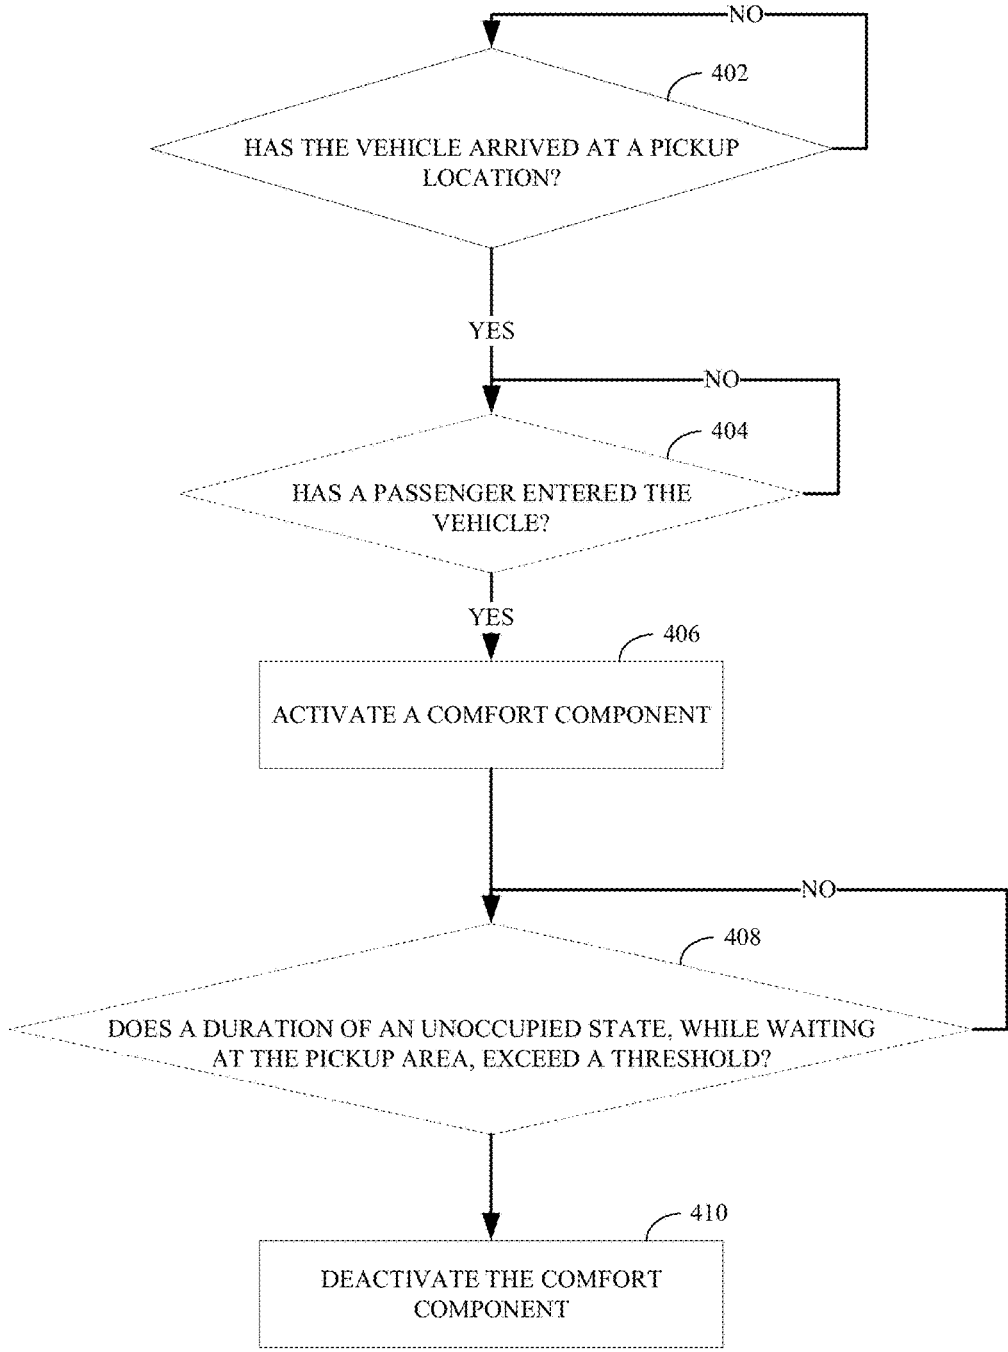 NO
402
HAS THE VEHICLE ARRIVED AT A PICKUP
LOCATION?
YES
NO
404
HAS A PASSENGER ENTERED THE
VEHICLE?
YES
406
ACTIVATE A COMFORT COMPONENT
NO
408
DOES A DURATION OF AN UNOCCUPIED STATE, WHILE WAITING
AT THE PICKUP AREA, EXCEED A THRESHOLD?
410
DEACTIVATE THE COMFORT
COMPONENT